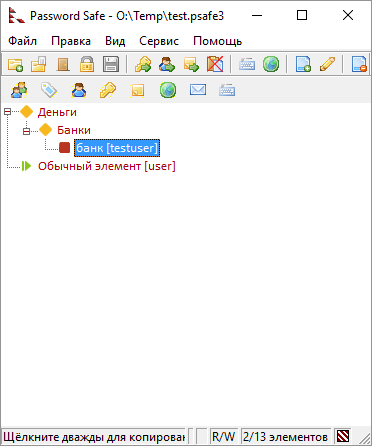 Password Safe - O:\Temp\test.psafe3
Файл Правка Вид Сервис Помощь
Деньги
Банки
банк [testuser]
Обычный элемент [user]
Щёлкните дважды для копирован R/W 2/13 элементов